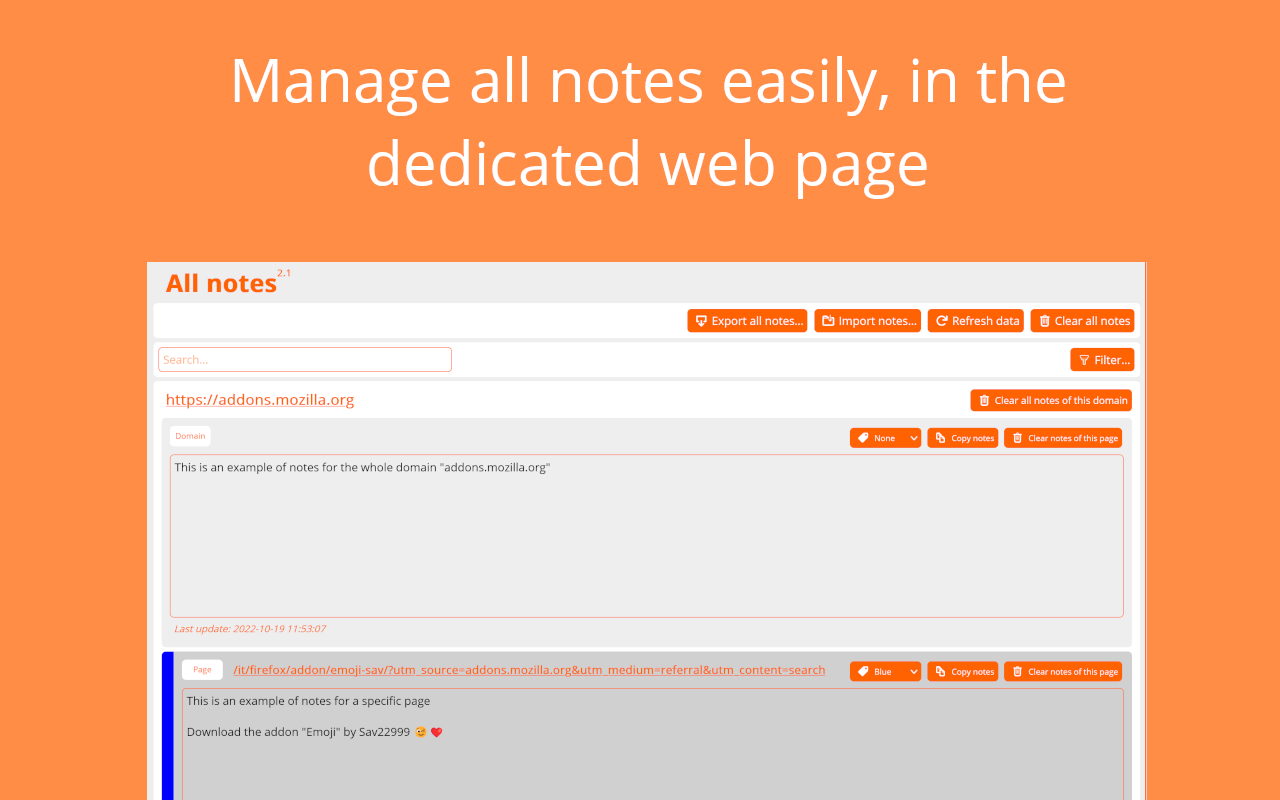 Manage all notes easily, in the
dedicated web page
All notes 2.1
Export all notes... Import notes... Refresh data Clear all notes
Search... Filter...
https://addons.mozilla.org Clear all notes of this domain
Domain None Copy notes Clear notes of this page
This is an example of notes for the whole domain "addons.mozilla.org"
Last update: 2022-10-19 11:53:07
Page /it/firefox/addon/emoji-sav/?utm_source=addons.mozilla.org&utm_medium=referral&utm_content=search Blue Copy notes Clear notes of this page
This is an example of notes for a specific page
Download the addon "Emoji" by Sav22999 😉 ❤️